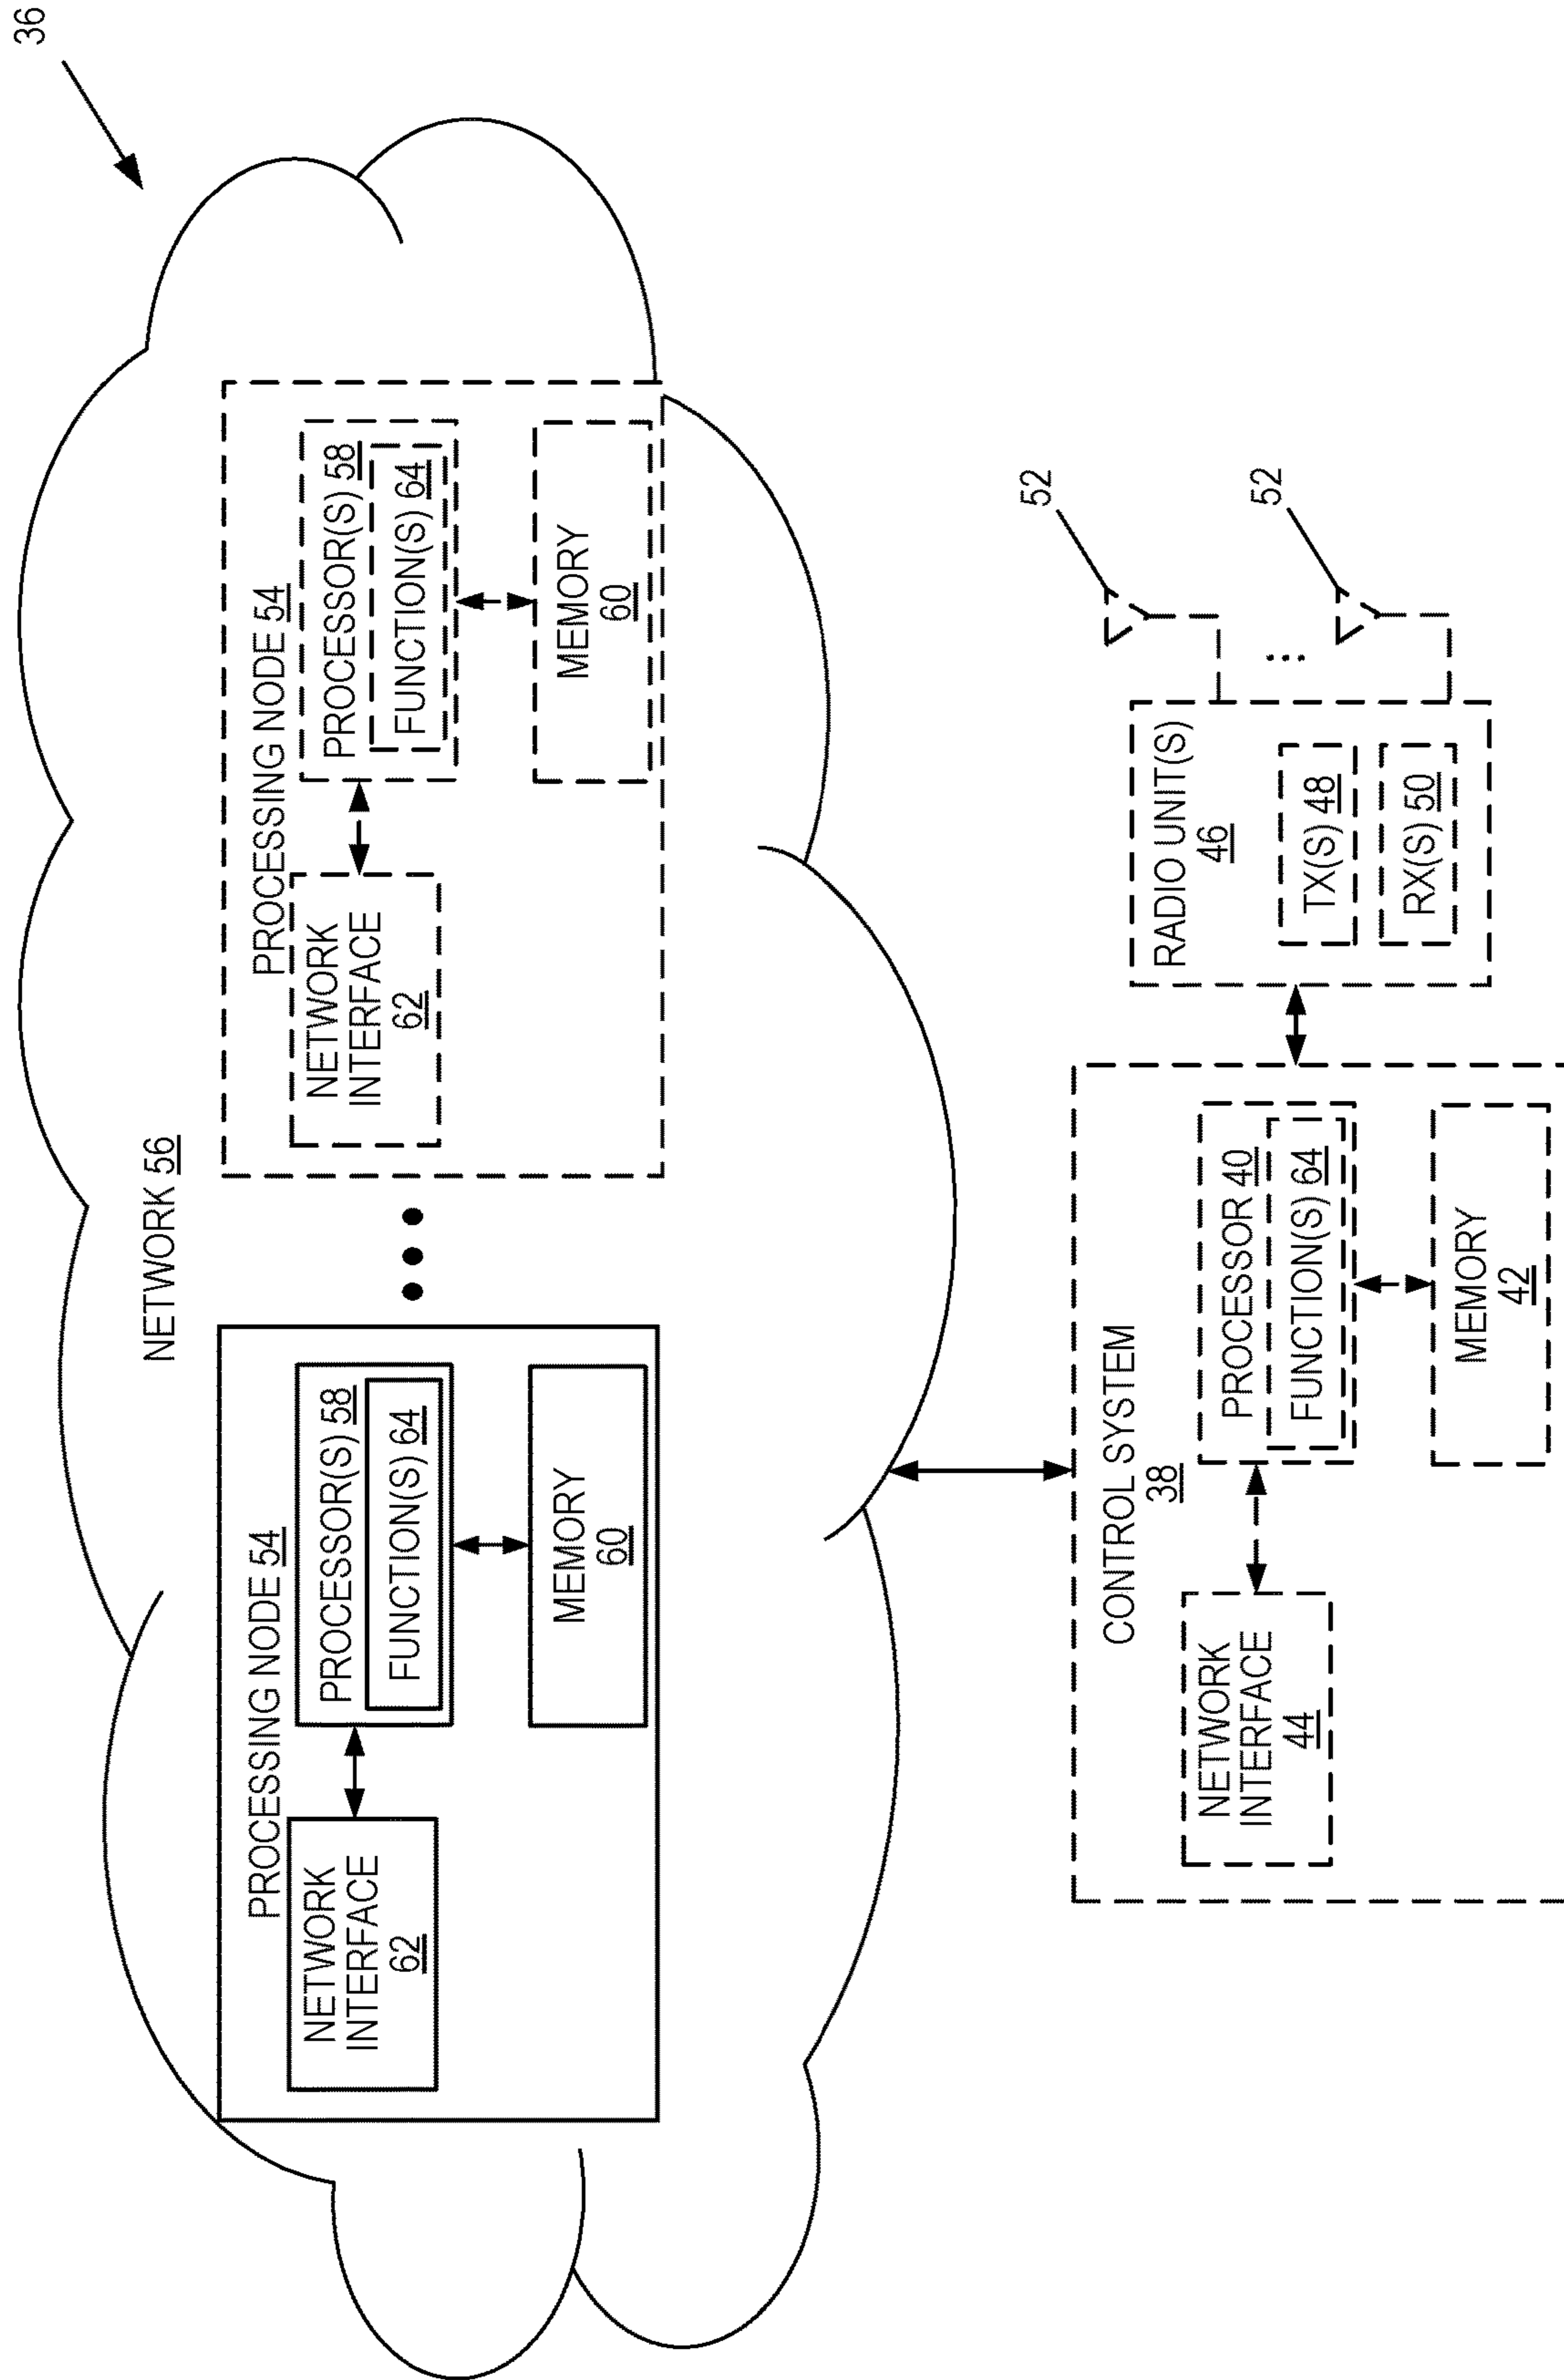 36
NETWORK 56
PROCESSING NODE 54
NETWORK
INTERFACE
62
PROCESSOR(S) 58
FUNCTION(S) 64
MEMORY
60
PROCESSING NODE 54
NETWORK
INTERFACE
62
PROCESSOR(S) 58
FUNCTION(S) 64
MEMORY
60
CONTROL SYSTEM
38
NETWORK
INTERFACE
44
PROCESSOR 40
FUNCTION(S) 64
MEMORY
42
RADIO UNIT(S)
46
TX(S) 48
RX(S) 50
52
52